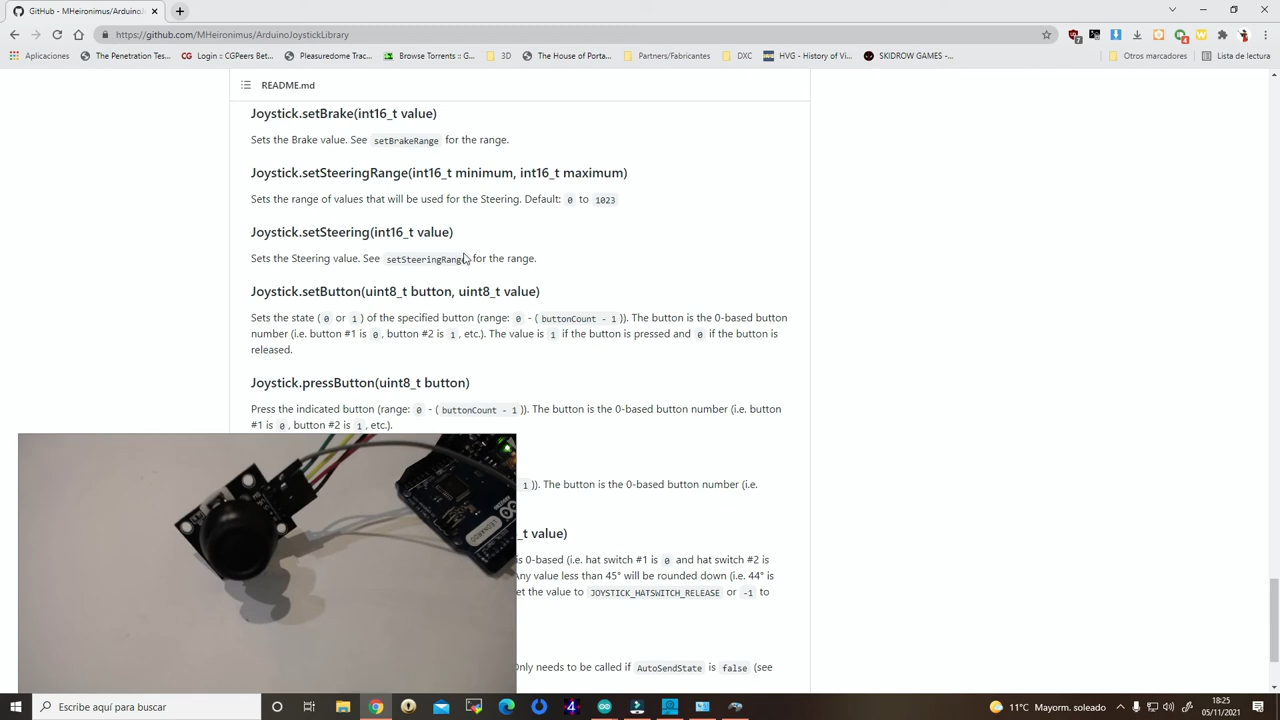 GitHub - MHeironimus/ArduinoJo
https://github.com/MHeironimus/ArduinoJoystickLibrary
7
4
Aplicaciones
The Penetration Tes...
Login :: CGPeers Bet...
Pleasuredome Trac...
Browse Torrents :: G...
3D
The House of Porta...
Partners/Fabricantes
DXC
HVG - History of Vi...
SKIDROW GAMES -...
Otros marcadores
Lista de lectura
README.md
Joystick.setBrake(int16_t value)
Sets the Brake value. See setBrakeRange for the range.
Joystick.setSteeringRange(int16_t minimum, int16_t maximum)
Sets the range of values that will be used for the Steering. Default: 0 to 1023
Joystick.setSteering(int16_t value)
Sets the Steering value. See setSteeringRange for the range.
Joystick.setButton(uint8_t button, uint8_t value)
Sets the state ( 0 or 1 ) of the specified button (range: 0 - ( buttonCount - 1 )). The button is the 0-based button
number (i.e. button #1 is 0 , button #2 is 1 , etc.). The value is 1 if the button is pressed and 0 if the button is
released.
Joystick.pressButton(uint8_t button)
Press the indicated button (range: 0 - ( buttonCount - 1 )). The button is the 0-based button number (i.e. button
#1 is 0 , button #2 is 1 , etc.).
1 )). The button is the 0-based button number (i.e.
_t value)
s 0-based (i.e. hat switch #1 is 0 and hat switch #2 is
Any value less than 45° will be rounded down (i.e. 44° is
et the value to JOYSTICK_HATSWITCH_RELEASE or -1 to
Only needs to be called if AutoSendState is false (see
LEONARDO
Escribe aquí para buscar
11°C Mayorm. soleado
18:25
05/11/2021